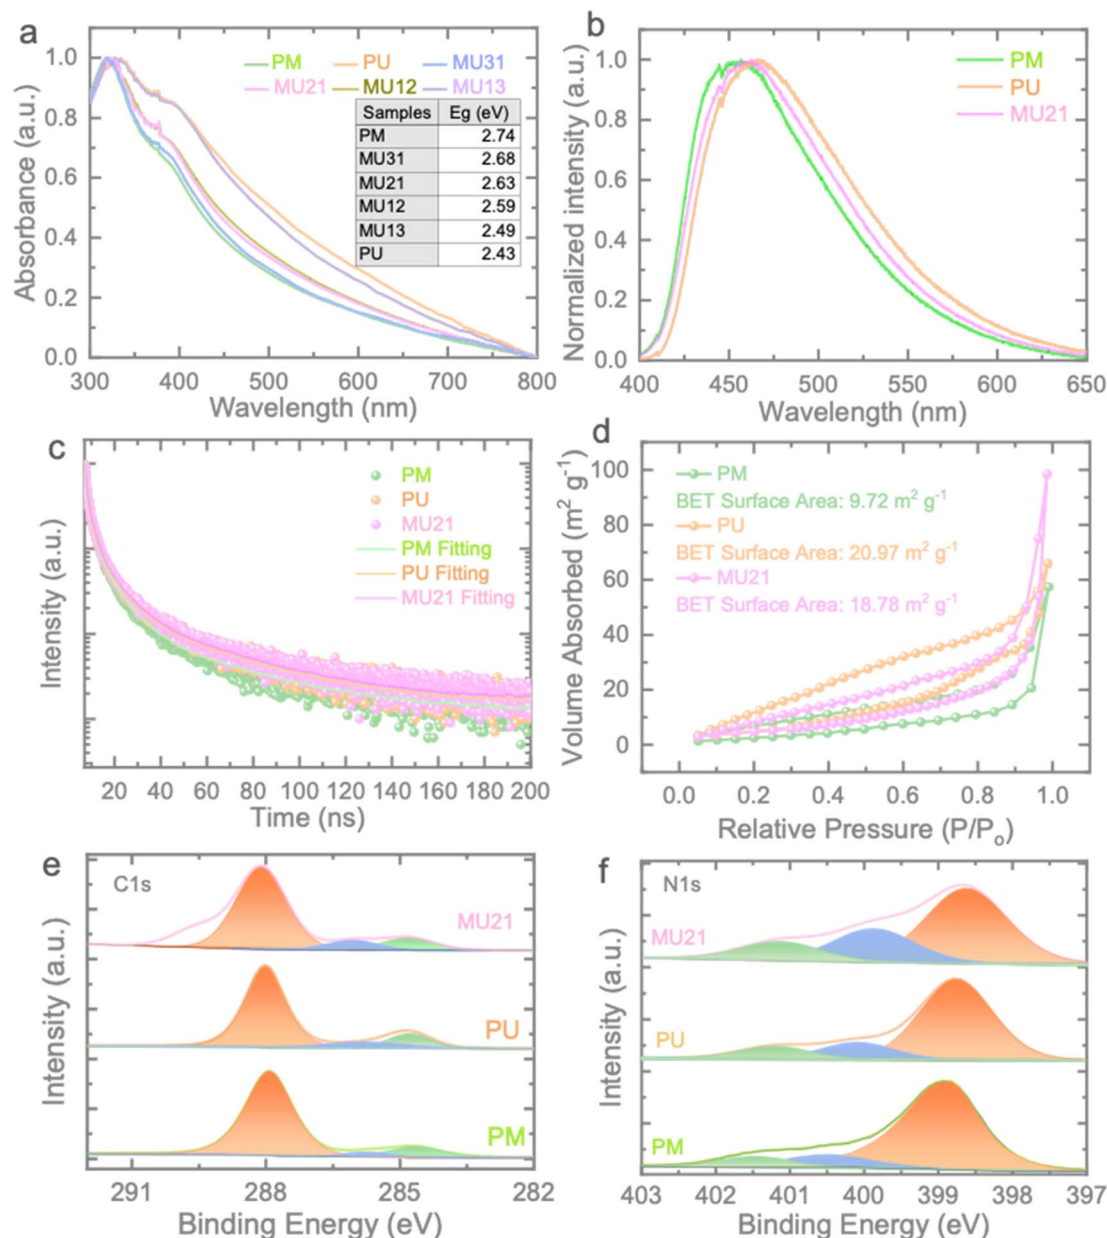 a
Absorbance (a.u.)
1.0
0.8
0.6
0.4
0.2
0.0
PM PU MU31
MU21 MU12 MU13
Samples Eg (eV)
PM 2.74
MU31 2.68
MU21 2.63
MU12 2.59
MU13 2.49
PU 2.43
300 400 500 600 700 800
Wavelength (nm)
b
Normalized intensity (a.u.)
1.0
0.8
0.6
0.4
0.2
0.0
PM
PU
MU21
400 450 500 550 600 650
Wavelength (nm)
c
Intensity (a.u.)
PM
PU
MU21
PM Fitting
PU Fitting
MU21 Fitting
20 40 60 80 100 120 140 160 180 200
Time (ns)
d
Volume Absorbed (m² g⁻¹)
100
80
60
40
20
0
PM
BET Surface Area: 9.72 m² g⁻¹
PU
BET Surface Area: 20.97 m² g⁻¹
MU21
BET Surface Area: 18.78 m² g⁻¹
0.0 0.2 0.4 0.6 0.8 1.0
Relative Pressure (P/Pₒ)
e
C1s
Intensity (a.u.)
MU21
PU
PM
291 288 285 282
Binding Energy (eV)
f
N1s
Intensity (a.u.)
MU21
PU
PM
403 402 401 400 399 398 397
Binding Energy (eV)